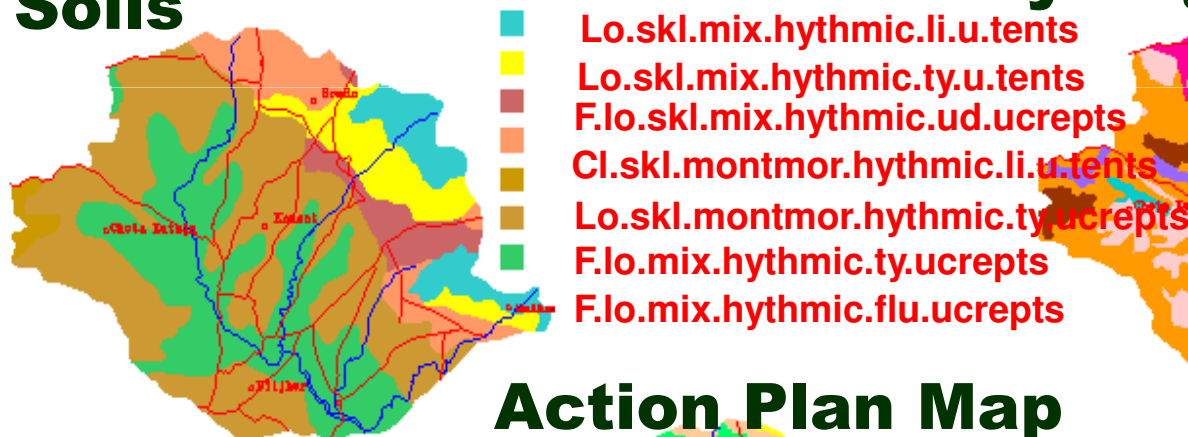 Soils
Lo.skl.mix.hythmic.li.u.tents
Lo.skl.mix.hythmic.ty.u.tents
F.lo.skl.mix.hythmic.ud.ucrepts
Cl.skl.montmor.hythmic.li.u.tents
Lo.skl.montmor.hythmic.ty.ucrepts
F.lo.mix.hythmic.ty.ucrepts
F.lo.mix.hythmic.flu.ucrepts
Action Plan Map